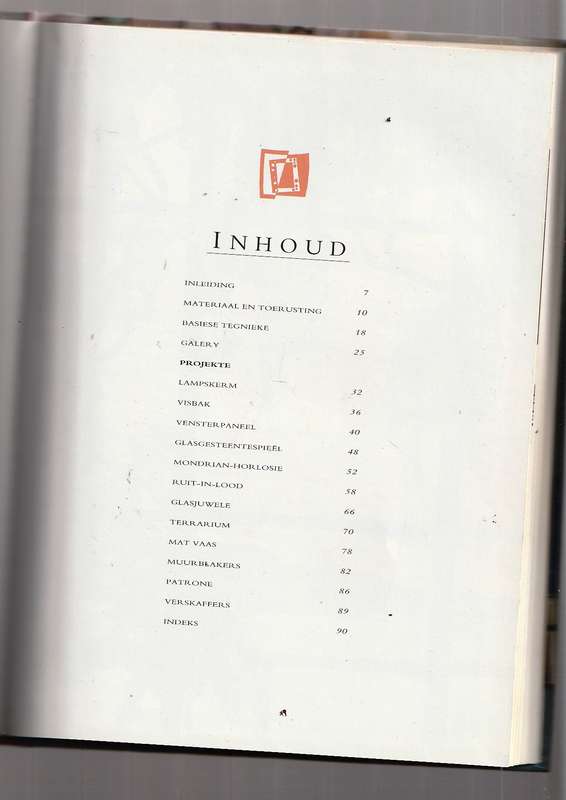 INHOUD
INLEIDING 7
MATERIAAL EN TOERUSTING 10
BASIESE TEGNIEKE 18
GALERY 25
PROJEKTE
LAMPSKERM 32
VISBAK 36
VENSTERPANEEL 40
GLASGESTEENTESPIEËL 48
MONDRIAN-HORLOSIE 52
RUIT-IN-LOOD 58
GLASJUWELE 66
TERRARIUM 70
MAT VAAS 78
MUURBLAKERS 82
PATRONE 86
VERSKAFFERS 89
INDEKS 90